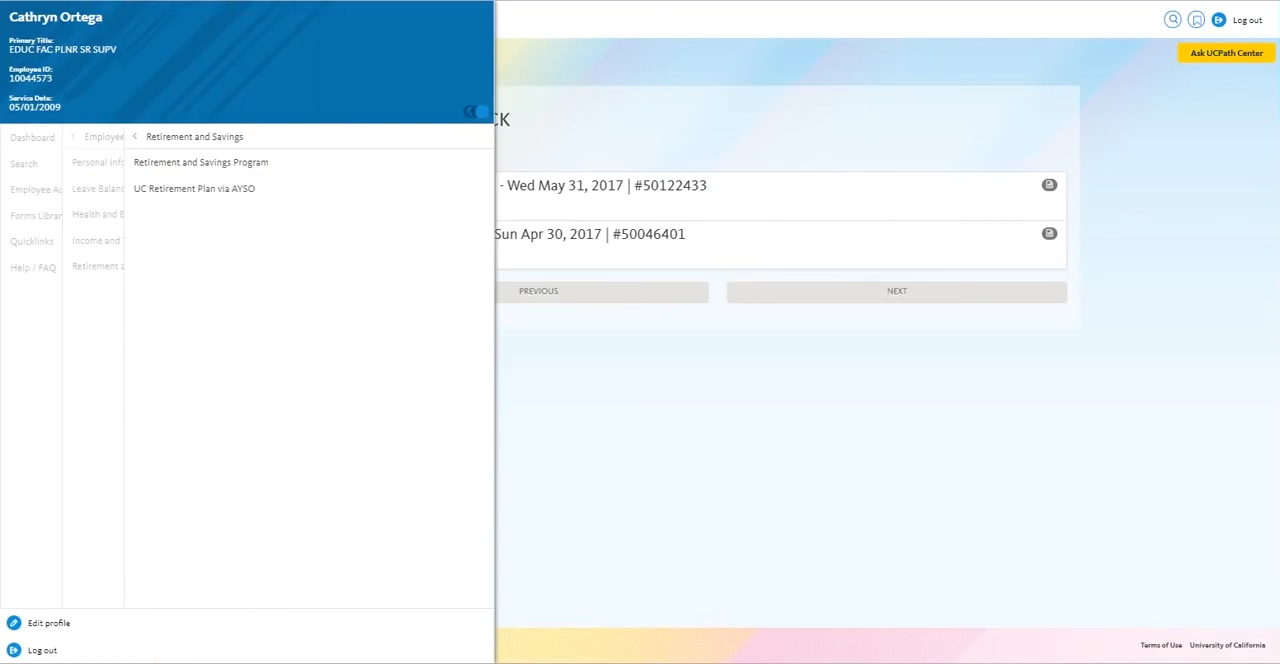 Cathryn Ortega
Primary Title:
EDUC FAC PLNR SR SUPV
Employee ID:
10044573
Service Date:
05/01/2009
Log out
Ask UCPath Center
Dashboard
Search
Employee Ac
Forms Librar
Quicklinks
Help / FAQ
Employee
Personal Info
Leave Balanc
Health and B
Income and T
Retirement a
Retirement and Savings
Retirement and Savings Program
UC Retirement Plan via AYSO
CK
- Wed May 31, 2017 | #50122433
Sun Apr 30, 2017 | #50046401
PREVIOUS
NEXT
Edit profile
Log out
Terms of Use
University of California